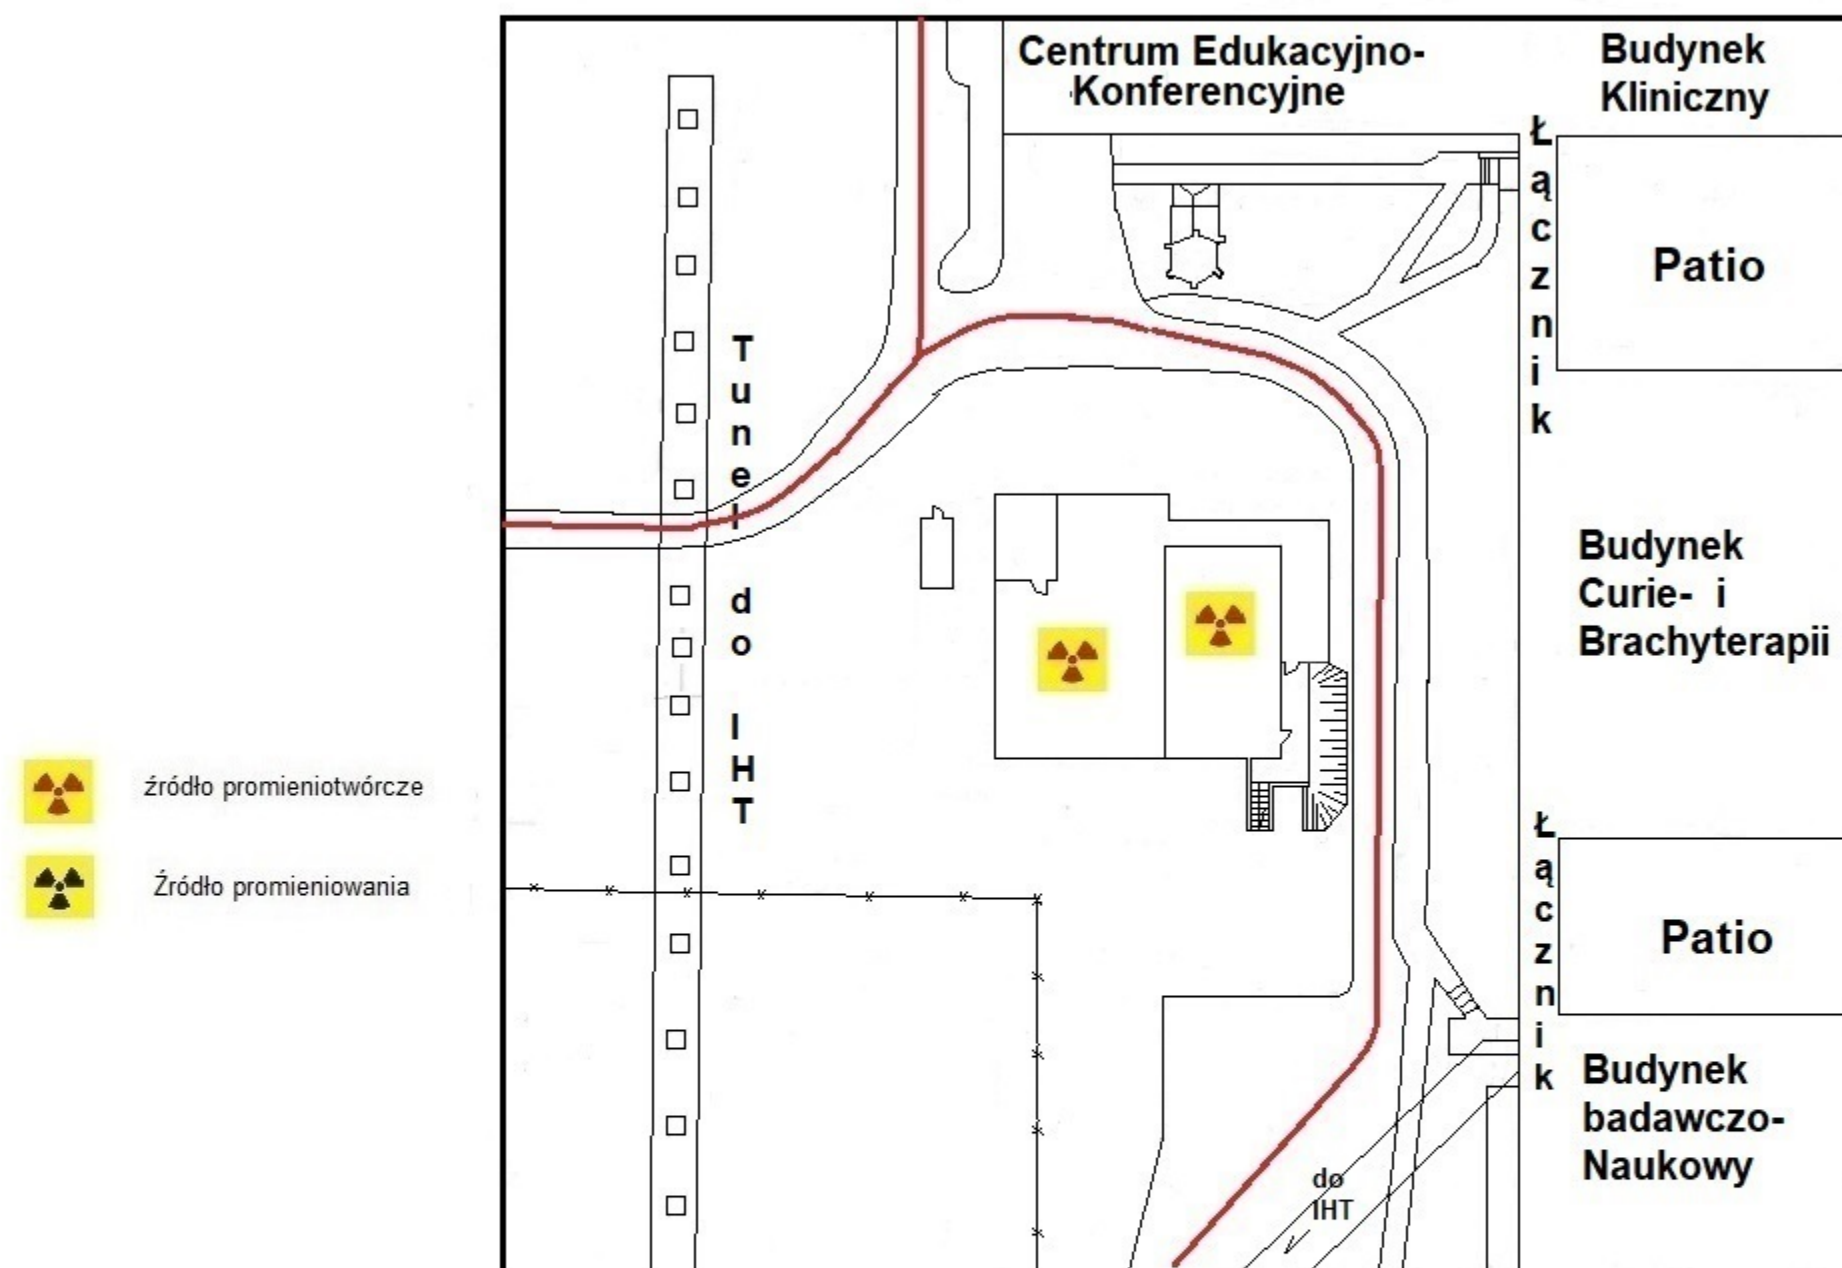 Centrum Edukacyjno-
Konferencyjne
Budynek
Kliniczny
Łącznik
Patio
Tunel do IHT
Budynek
Curie- i
Brachyterapii
źródło promieniotwórcze
Źródło promieniowania
Łącznik
Patio
Budynek
badawczo-
Naukowy
do
IHT